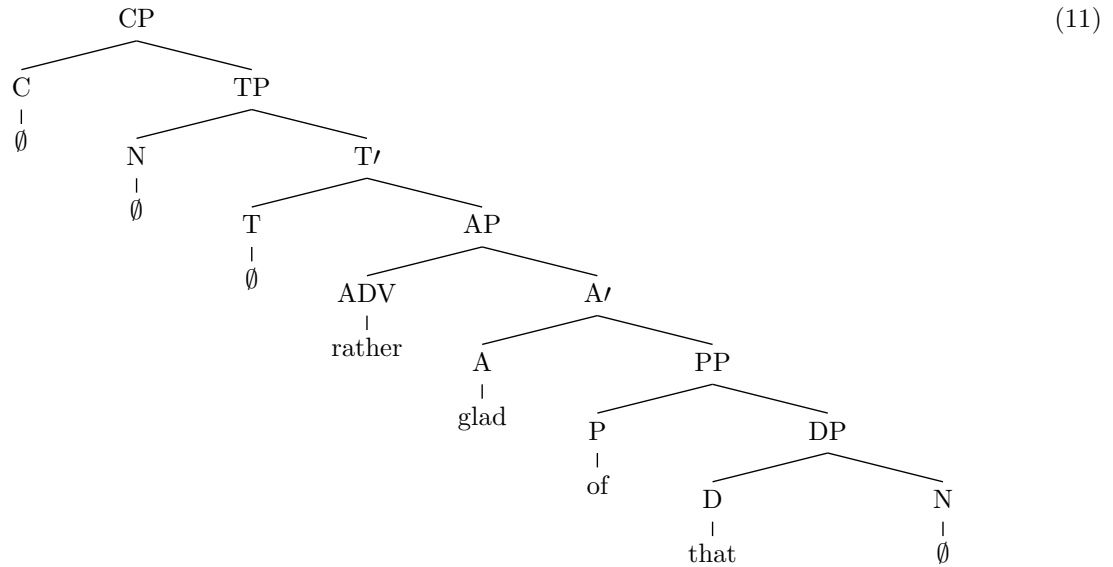 CP (11)
C TP
∅
N T′
∅
T AP
∅
ADV A′
rather
A PP
glad
P DP
of
D N
that ∅